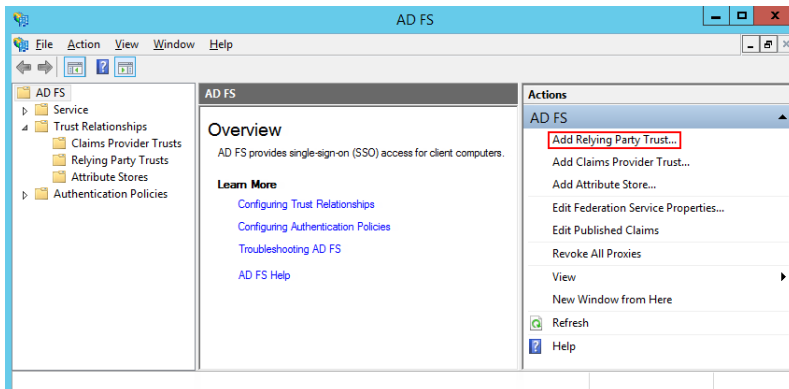 AD FS
File Action View Window Help
AD FS
Service
Trust Relationships
Claims Provider Trusts
Relying Party Trusts
Attribute Stores
Authentication Policies
AD FS
Overview
AD FS provides single-sign-on (SSO) access for client computers.
Learn More
Configuring Trust Relationships
Configuring Authentication Policies
Troubleshooting AD FS
AD FS Help
Actions
AD FS
Add Relying Party Trust...
Add Claims Provider Trust...
Add Attribute Store...
Edit Federation Service Properties...
Edit Published Claims
Revoke All Proxies
View
New Window from Here
Refresh
Help